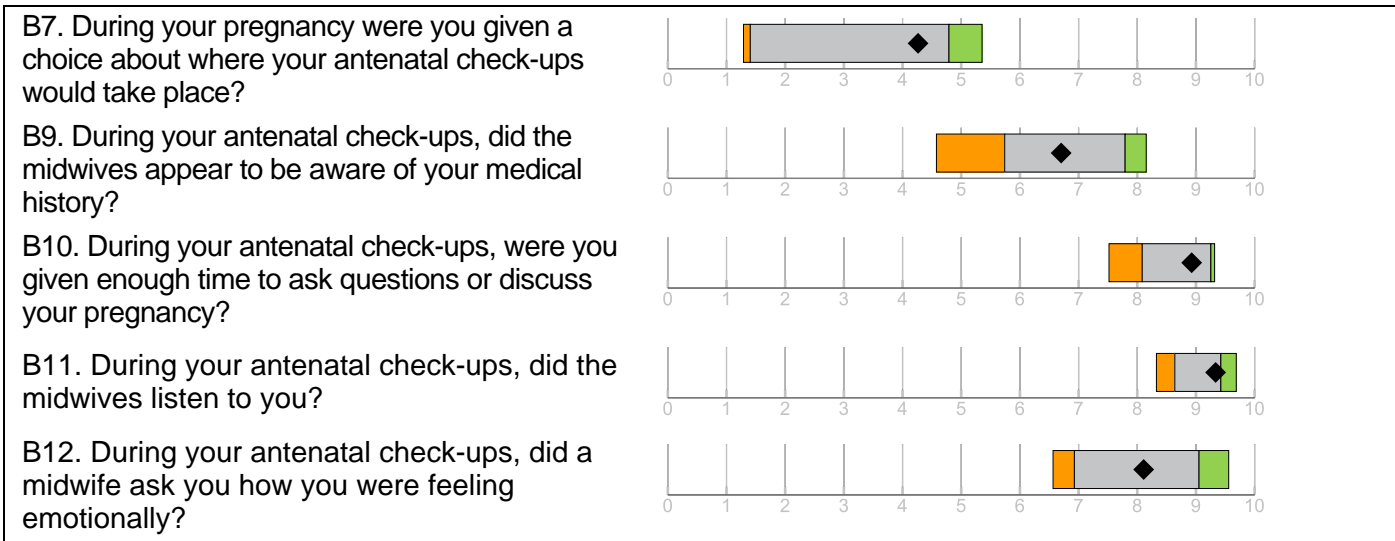 B7. During your pregnancy were you given a
choice about where your antenatal check-ups
would take place?
0 1 2 3 4 5 6 7 8 9 10
B9. During your antenatal check-ups, did the
midwives appear to be aware of your medical
history?
0 1 2 3 4 5 6 7 8 9 10
B10. During your antenatal check-ups, were you
given enough time to ask questions or discuss
your pregnancy?
0 1 2 3 4 5 6 7 8 9 10
B11. During your antenatal check-ups, did the
midwives listen to you?
0 1 2 3 4 5 6 7 8 9 10
B12. During your antenatal check-ups, did a
midwife ask you how you were feeling
emotionally?
0 1 2 3 4 5 6 7 8 9 10